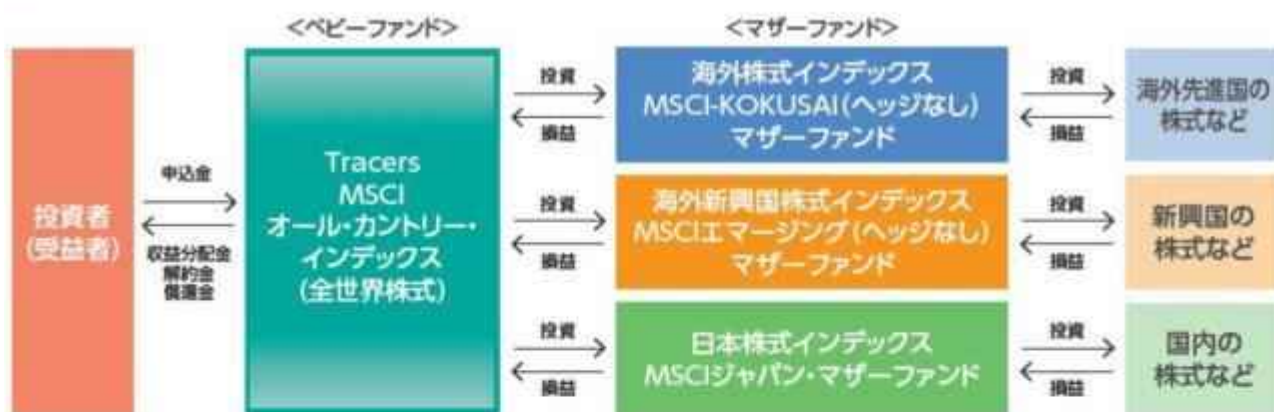 <ベビーファンド>
<マザーファンド>
投資者
(受益者)
申込金
収益分配金
解約金
償還金
Tracers
MSCI
オール・カントリー・
インデックス
(全世界株式)
投資
損益
海外株式インデックス
MSCI-KOKUSAI(ヘッジなし)
マザーファンド
投資
損益
海外先進国の
株式など
投資
損益
海外新興国株式インデックス
MSCIエマージング(ヘッジなし)
マザーファンド
投資
損益
新興国の
株式など
投資
損益
日本株式インデックス
MSCIジャパン・マザーファンド
投資
損益
国内の
株式など